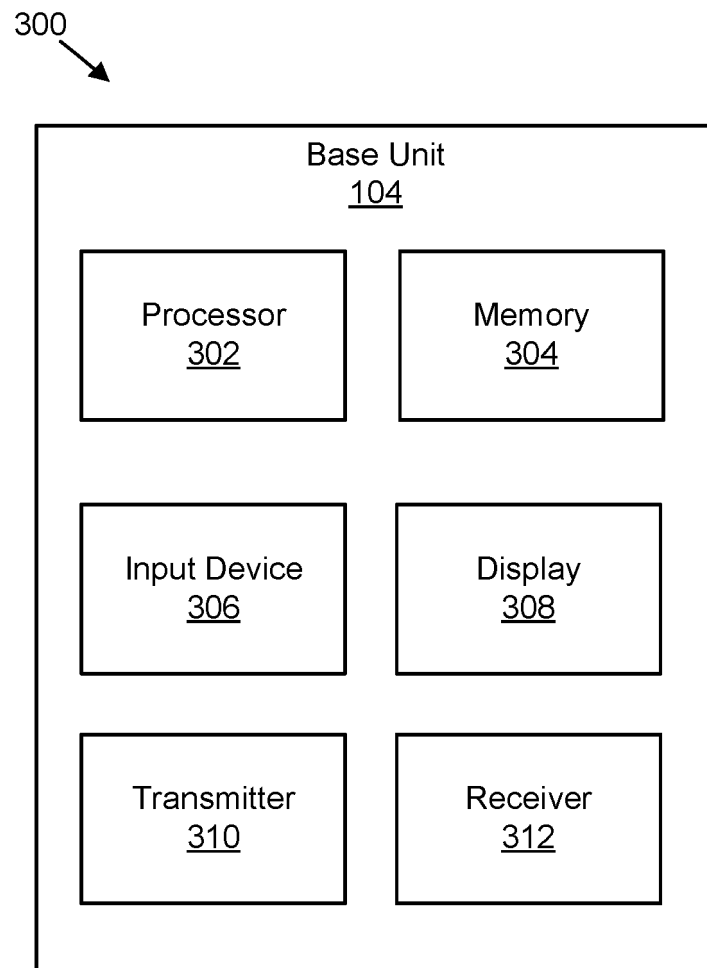 300
Base Unit
104
Processor
302
Memory
304
Input Device
306
Display
308
Transmitter
310
Receiver
312